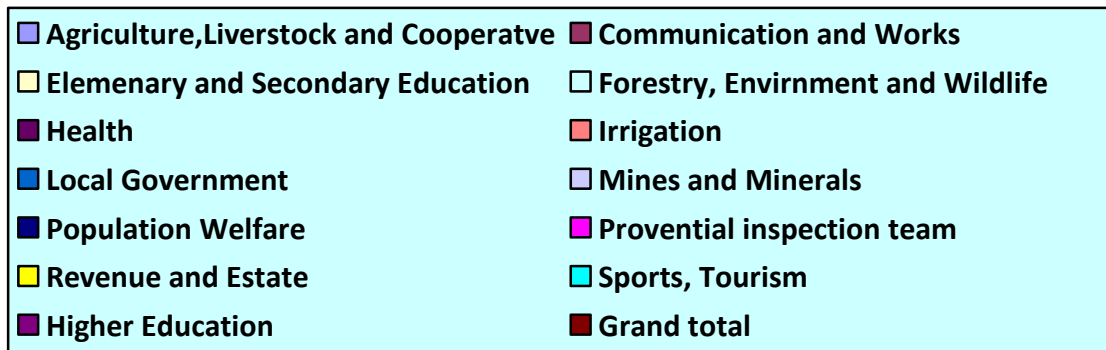 Agriculture,Liverstock and Cooperatve Communication and Works
Elemenary and Secondary Education Forestry, Envirnment and Wildlife
Health Irrigation
Local Government Mines and Minerals
Population Welfare Provential inspection team
Revenue and Estate Sports, Tourism
Higher Education Grand total